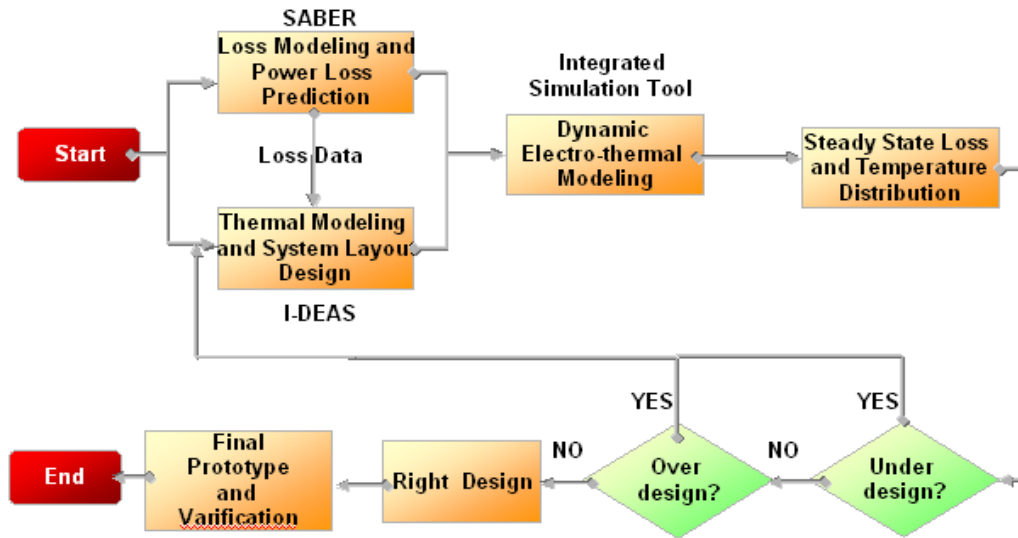 SABER
Loss Modeling and
Power Loss
Prediction
Integrated
Simulation Tool
Start
Loss Data
Dynamic
Electro-thermal
Modeling
Steady State Loss
and Temperature
Distribution
Thermal Modeling
and System Layout
Design
I-DEAS
YES
YES
End
Final
Prototype
and
Varification
Right Design
NO
Over
design?
NO
Under
design?